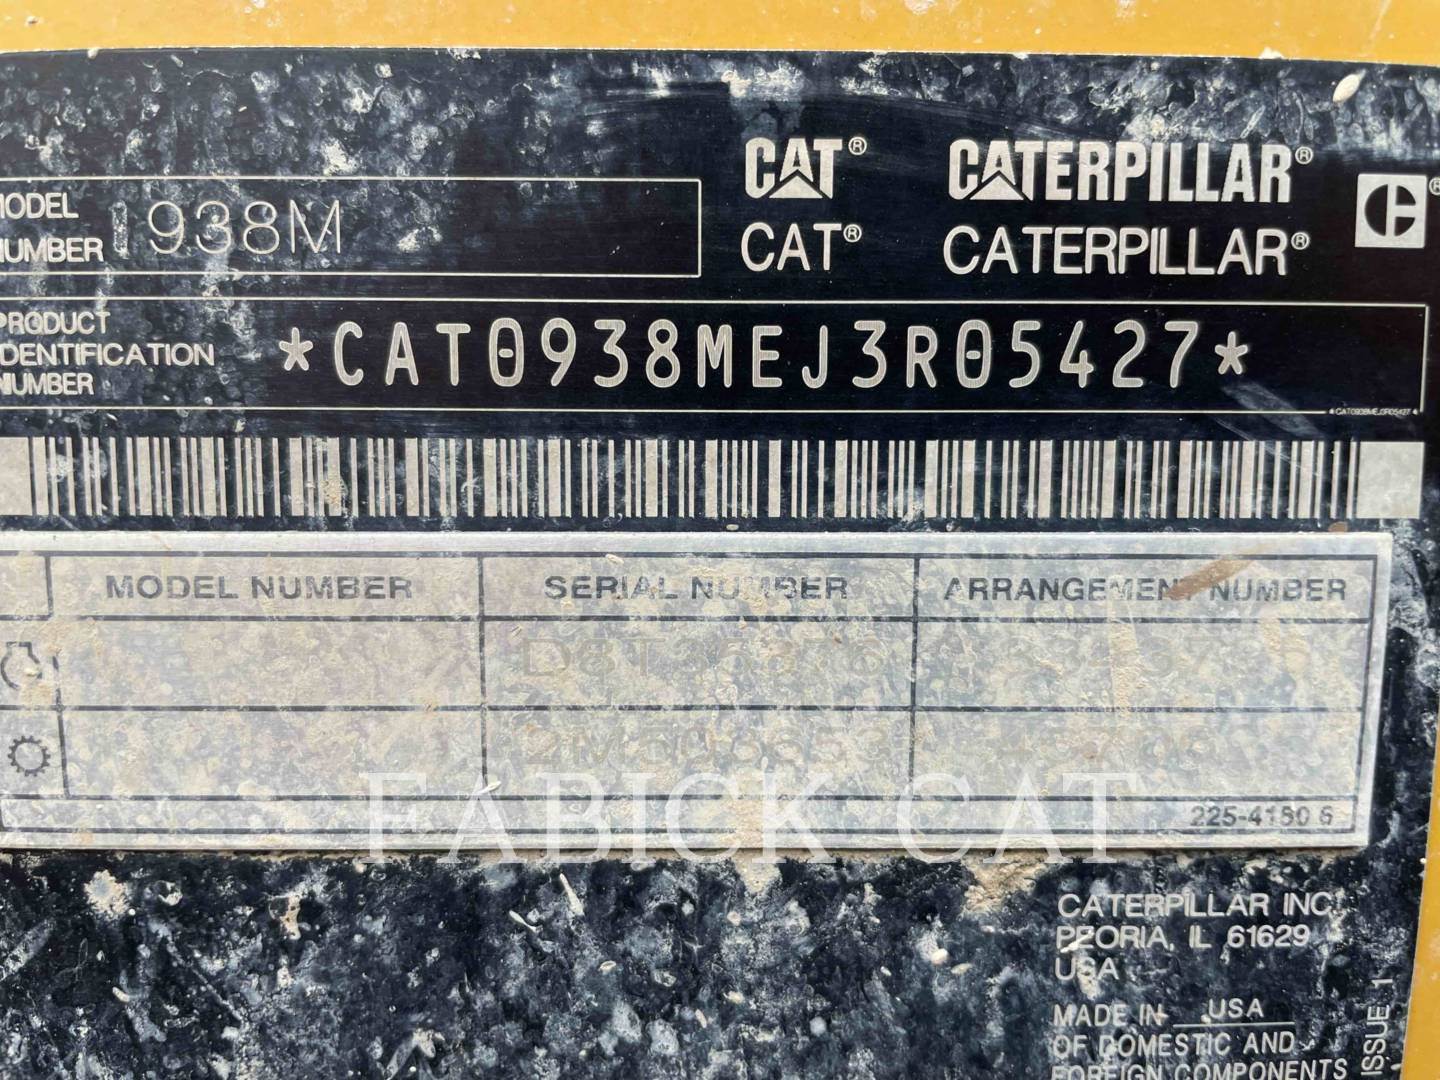 CAT® CATERPILLAR®
MODEL
NUMBER 938M
CAT® CATERPILLAR®
PRODUCT
IDENTIFICATION
NUMBER
*CAT0938MEJ3R05427*
MODEL NUMBER SERIAL NUMBER ARRANGEMENT NUMBER
225-4180 6
FABICK CAT
CATERPILLAR INC.
PEORIA, IL 61629
USA
MADE IN USA
OF DOMESTIC AND
FOREIGN COMPONENTS
ISSUE 1